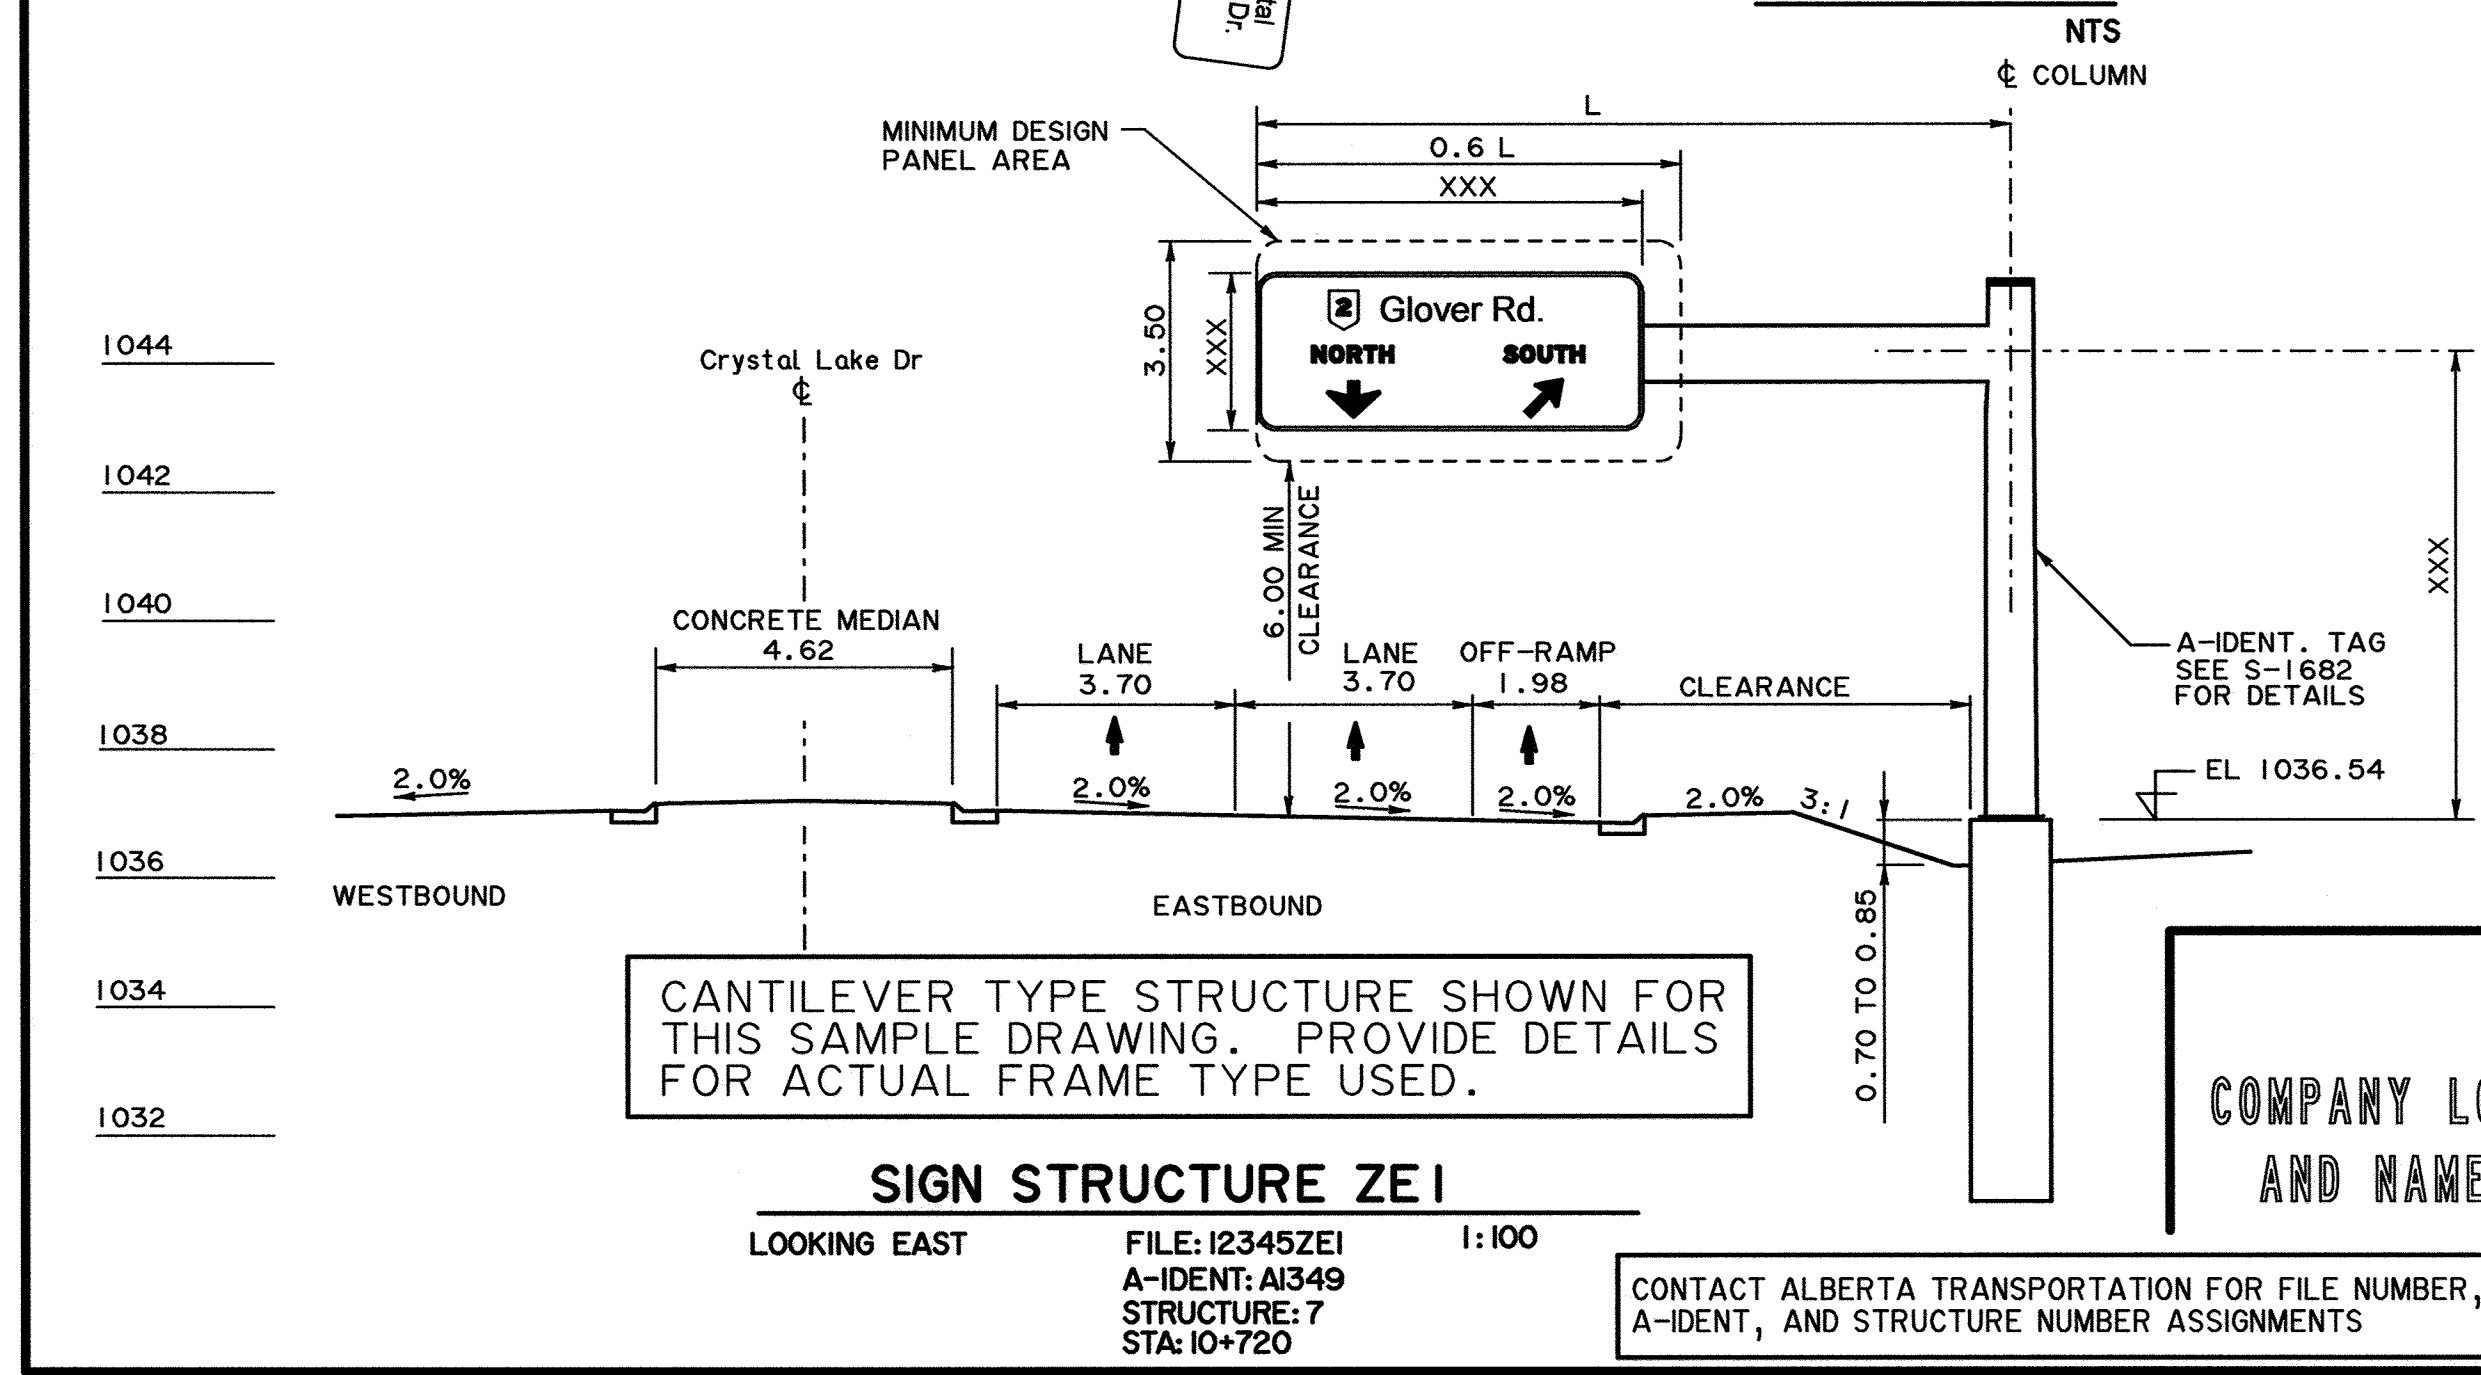 tal
Dr.
NTS
℄ COLUMN
L
MINIMUM DESIGN
PANEL AREA
0.6 L
XXX
3.50
XXX
2 Glover Rd.
NORTH SOUTH
1044
Crystal Lake Dr
℄
1042
6.00 MIN
CLEARANCE
XXX
1040
CONCRETE MEDIAN
4.62
LANE
3.70
LANE
3.70
OFF-RAMP
1.98
CLEARANCE
A-IDENT. TAG
SEE S-1682
FOR DETAILS
1038
2.0%
2.0%
2.0%
2.0%
2.0%
3:1
EL 1036.54
1036
WESTBOUND
EASTBOUND
0.70 TO 0.85
1034
CANTILEVER TYPE STRUCTURE SHOWN FOR
THIS SAMPLE DRAWING. PROVIDE DETAILS
FOR ACTUAL FRAME TYPE USED.
1032
COMPANY LO
AND NAME
SIGN STRUCTURE ZE1
LOOKING EAST FILE: 12345ZE1 1:100
A-IDENT: A1349
STRUCTURE: 7
STA: 10+720
CONTACT ALBERTA TRANSPORTATION FOR FILE NUMBER,
A-IDENT, AND STRUCTURE NUMBER ASSIGNMENTS